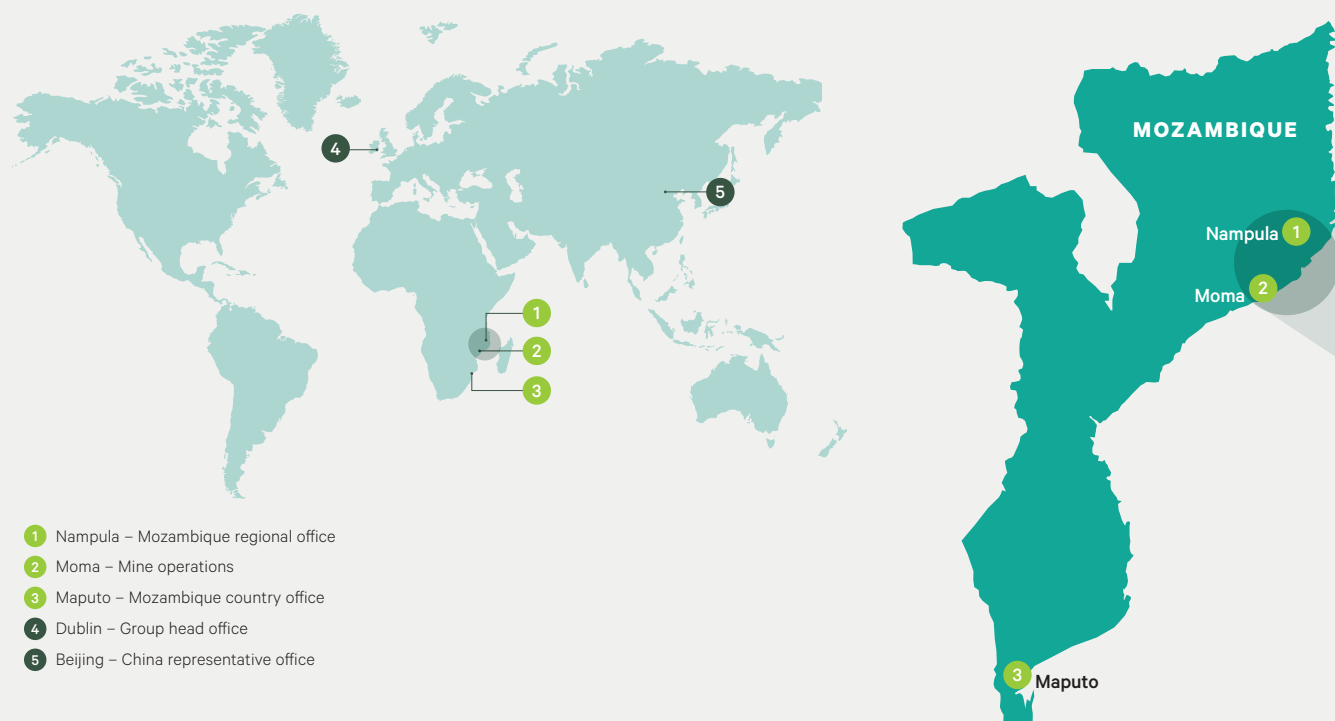 4
5
1
2
3
1 Nampula – Mozambique regional office
2 Moma – Mine operations
3 Maputo – Mozambique country office
4 Dublin – Group head office
5 Beijing – China representative office
MOZAMBIQUE
Nampula 1
Moma 2
3 Maputo